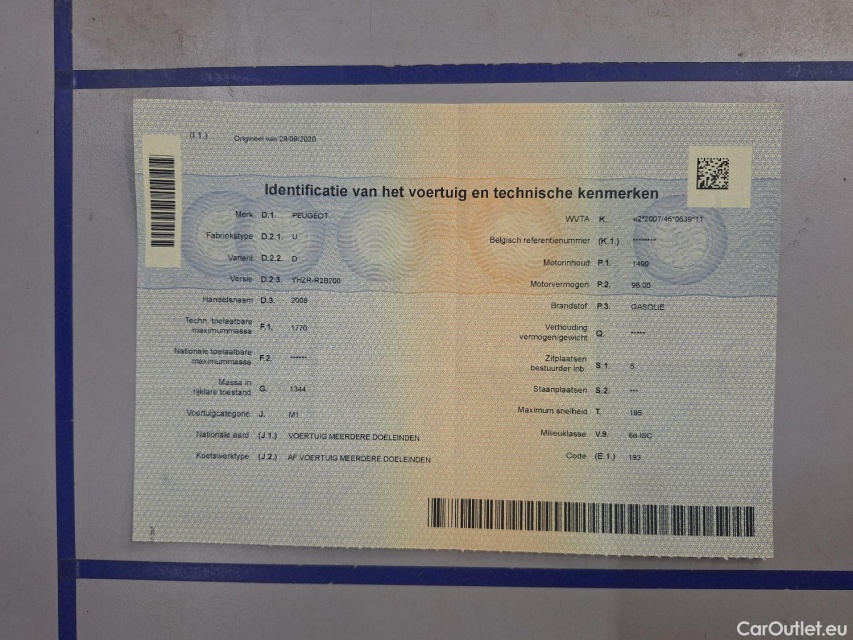 (I.1.) Origineel van 29/09/2020
Identificatie van het voertuig en technische kenmerken
Merk D.1. PEUGEOT
Fabriekstype D.2.1. U
Variant D.2.2. D
Versie D.2.3. YHZR-R2B200
Handelsnaam D.3. 2008
Techn. toelaatbare
maximummassa F.1. 1770
Nationale toelaatbare
maximummassa F.2. ******
Massa in
rijklare toestand G. 1344
Voertuigcategorie J. M1
Nationale aard (J.1.) VOERTUIG MEERDERE DOELEINDEN
Koetswerktype (J.2.) AF VOERTUIG MEERDERE DOELEINDEN
WVTA K. e2*2007/46*0639*11
Belgisch referentienummer (K.1.) ********
Motorinhoud P.1. 1499
Motorvermogen P.2. 96.00
Brandstof P.3. GASOLIE
Verhouding
vermogen/gewicht Q. *****
Zitplaatsen
bestuurder inb. S.1. 5
Staanplaatsen S.2. ***
Maximum snelheid T. 195
Milieuklasse V.9. 6d-ISC
Code (E.1.) 193
CarOutlet.eu